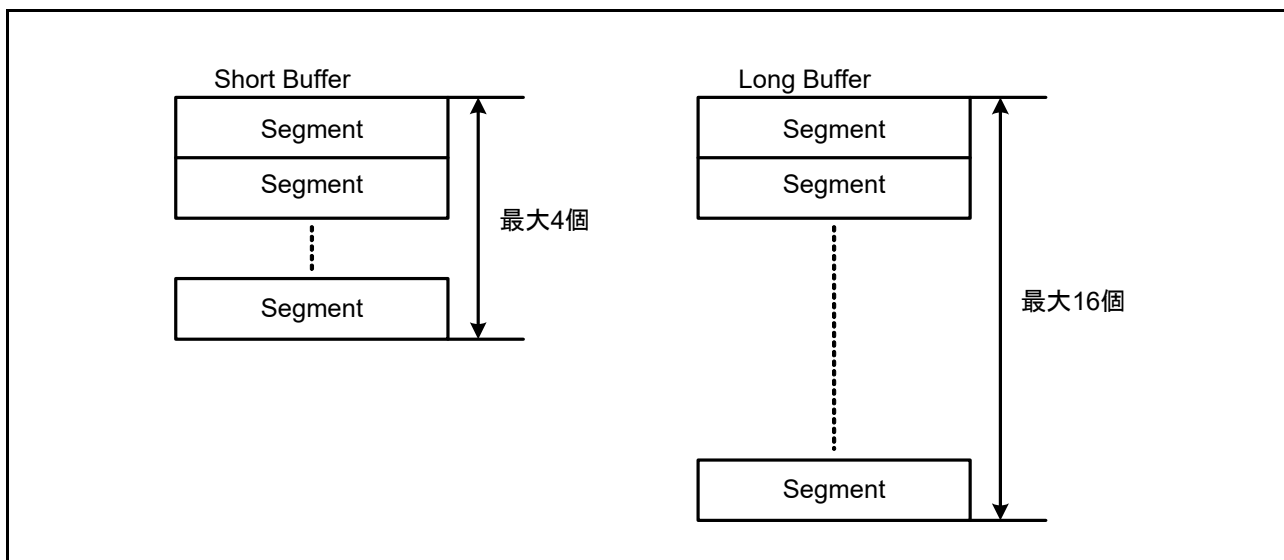 Short Buffer
Segment
Segment
Segment
最大4個
Long Buffer
Segment
Segment
Segment
最大16個